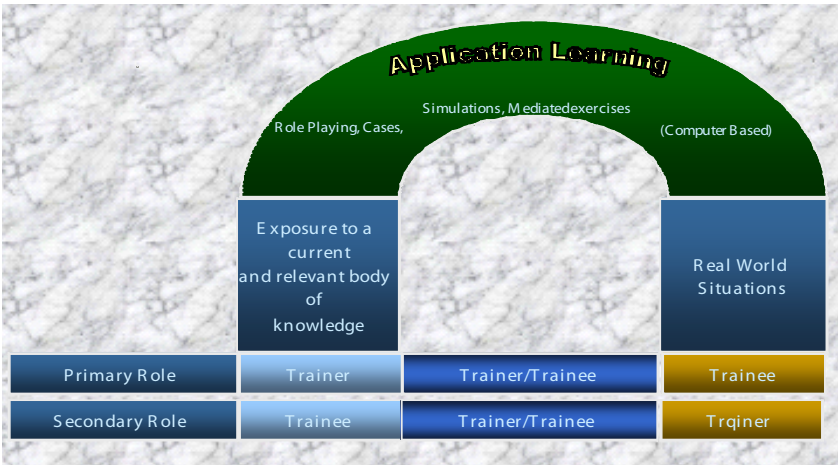 Application Learning
Simulations, Mediatedexercises
Role Playing, Cases,
(Computer Based)
Exposure to a
current
and relevant body
of
knowledge
Real World
Situations
Primary Role Trainer Trainer/Trainee Trainee
Secondary Role Trainee Trainer/Trainee Trqiner